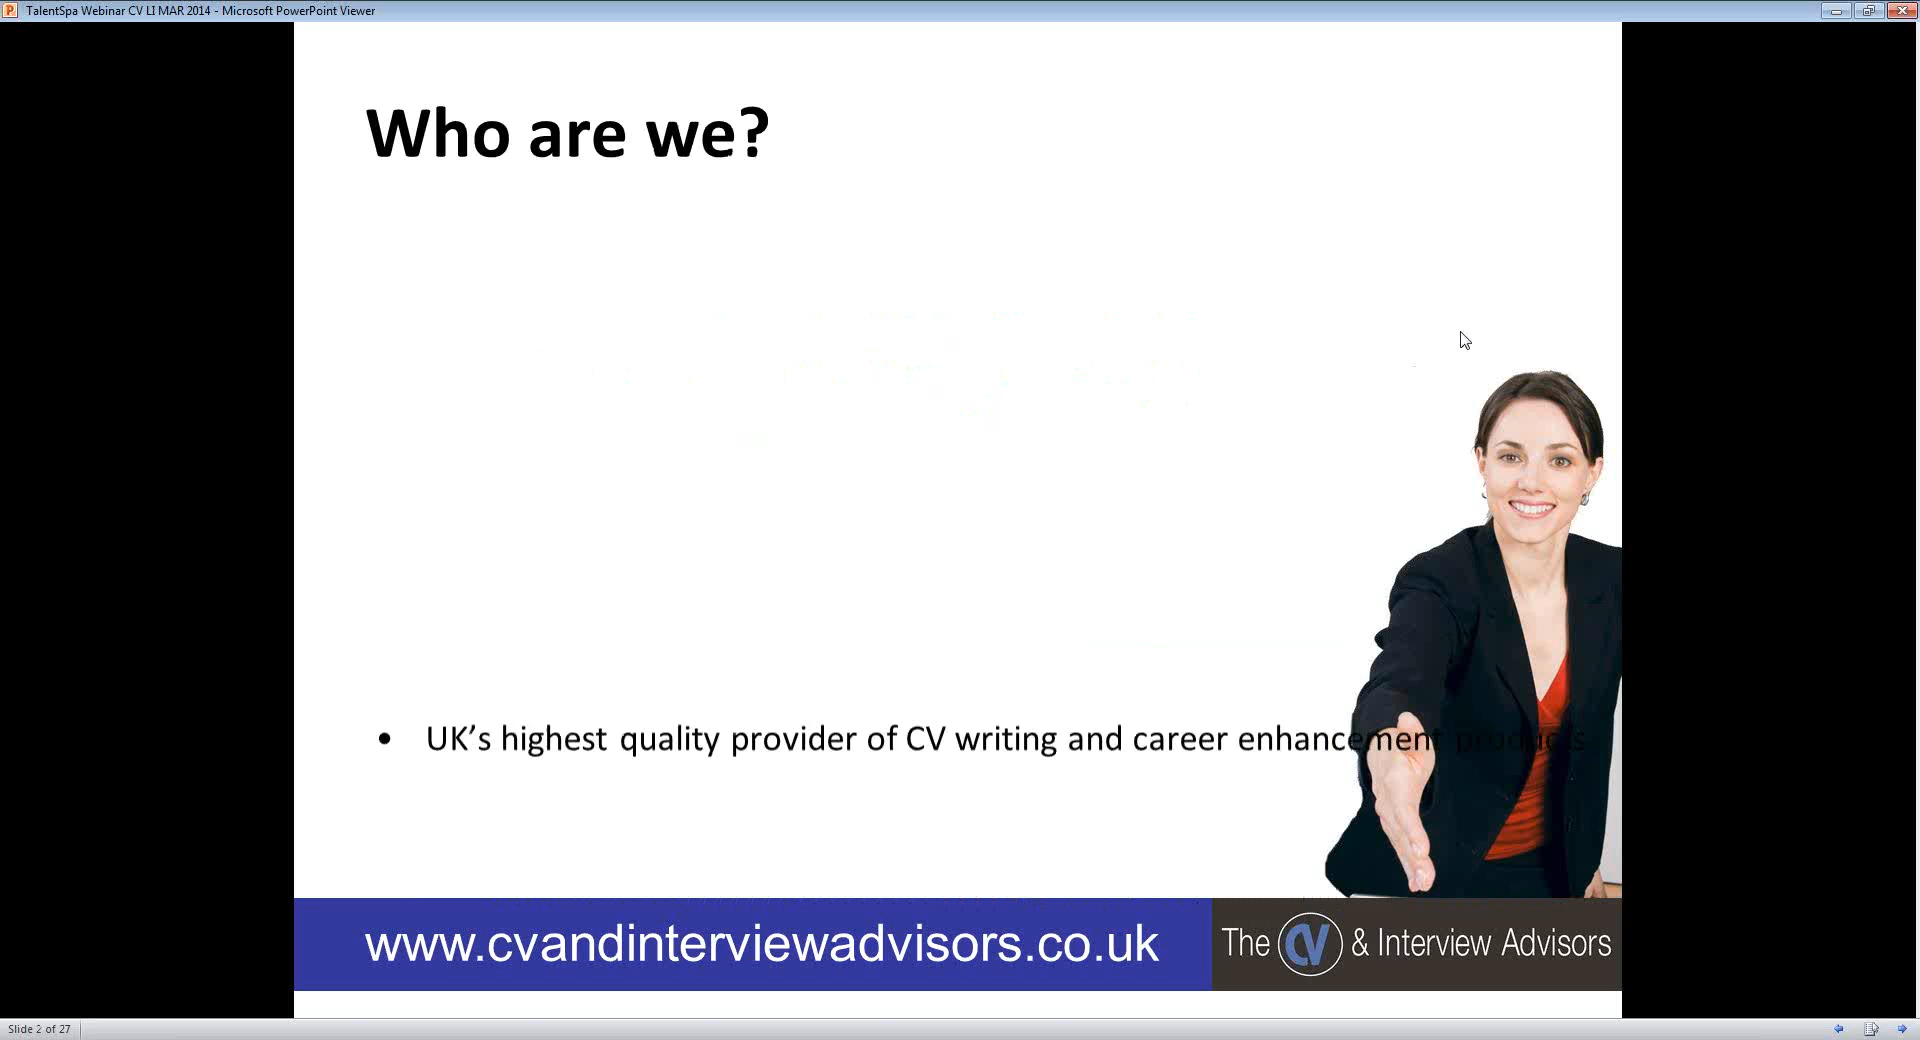 TalentSpa Webinar CV LI MAR 2014 - Microsoft PowerPoint Viewer
Who are we?
• UK’s highest quality provider of CV writing and career enhancement products
www.cvandinterviewadvisors.co.uk
The CV & Interview Advisors
Slide 2 of 27